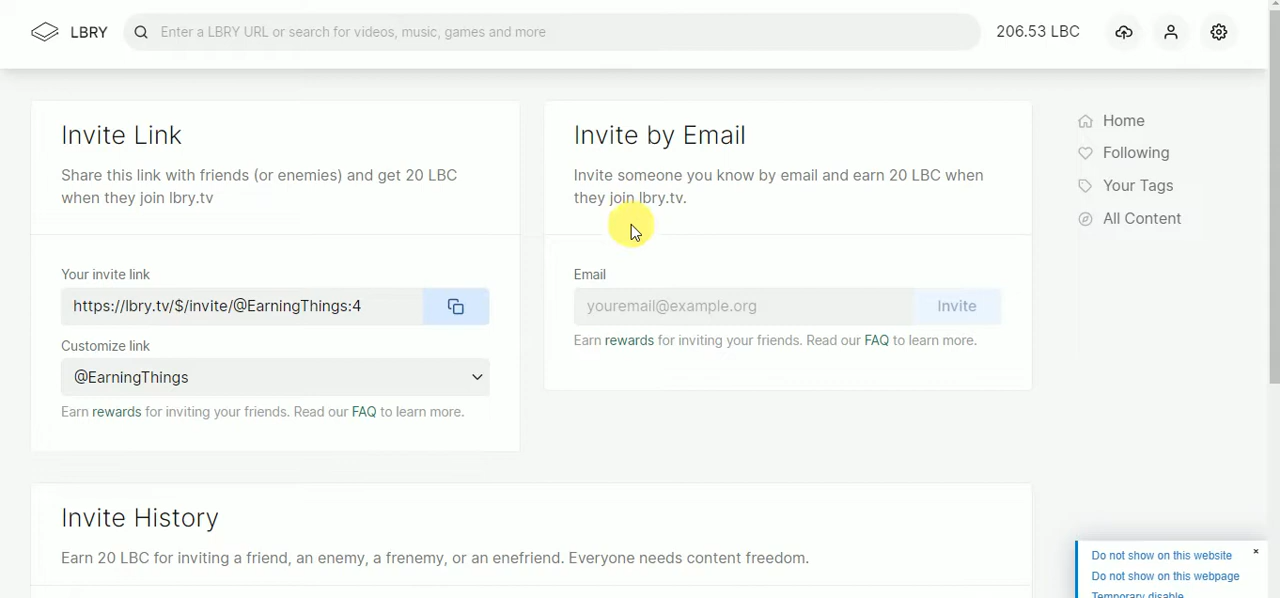 LBRY
Enter a LBRY URL or search for videos, music, games and more
206.53 LBC
Invite Link
Share this link with friends (or enemies) and get 20 LBC
when they join lbry.tv
Your invite link
https://lbry.tv/$/invite/@EarningThings:4
Customize link
@EarningThings
Earn rewards for inviting your friends. Read our FAQ to learn more.
Invite by Email
Invite someone you know by email and earn 20 LBC when
they join lbry.tv.
Email
youremail@example.org
Invite
Earn rewards for inviting your friends. Read our FAQ to learn more.
Home
Following
Your Tags
All Content
Invite History
Earn 20 LBC for inviting a friend, an enemy, a frenemy, or an enefriend. Everyone needs content freedom.
Do not show on this website
Do not show on this webpage
Temporary disable